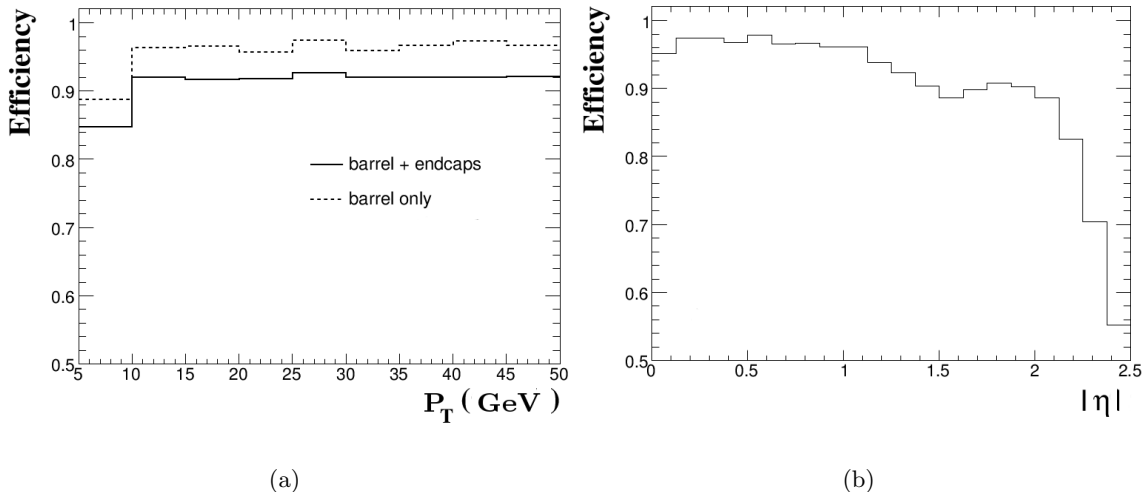 Efficiency
1
0.9
0.8
0.7
0.6
0.5
barrel + endcaps
barrel only
5 10 15 20 25 30 35 40 45 50
P_T (GeV)
(a)
Efficiency
1
0.9
0.8
0.7
0.6
0.5
0 0.5 1 1.5 2 2.5
|η|
(b)